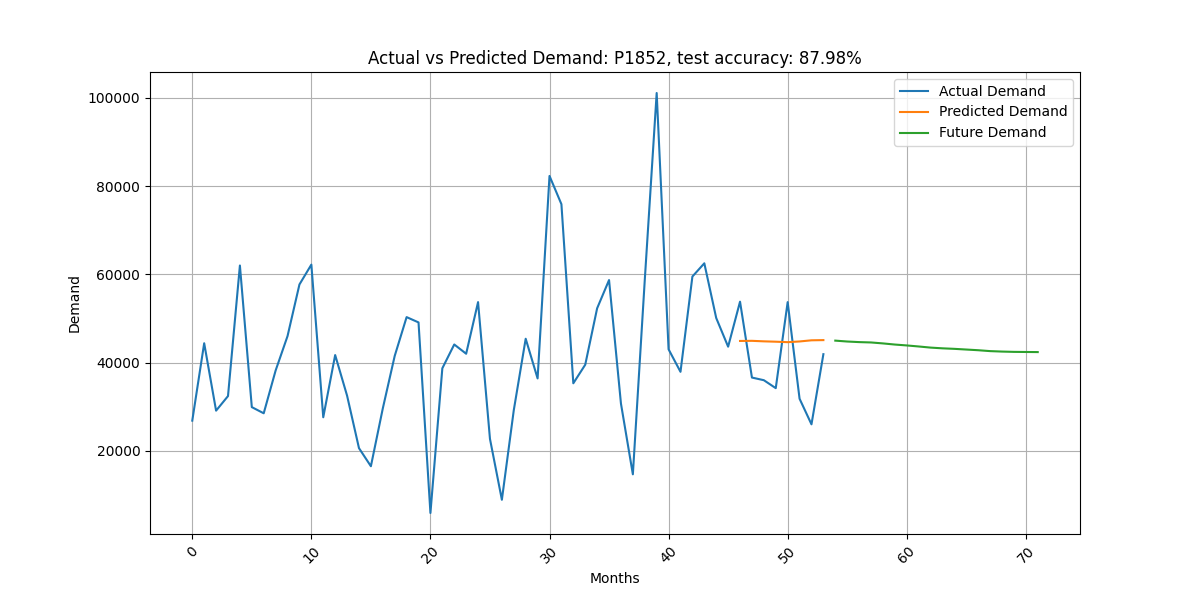 Actual vs Predicted Demand: P1852, test accuracy: 87.98%
Actual Demand
Predicted Demand
Future Demand
100000
80000
60000
40000
20000
Demand
0
10
20
30
40
50
60
70
Months